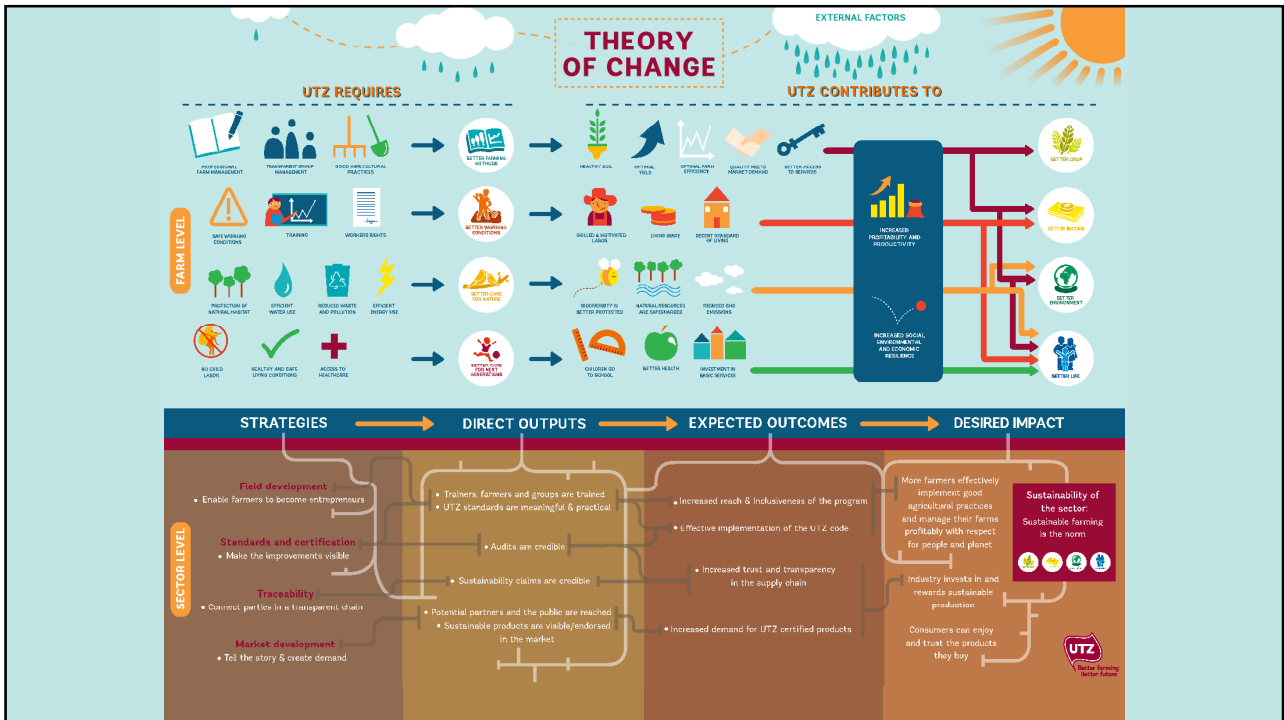 EXTERNAL FACTORS
THEORY
OF CHANGE
UTZ REQUIRES
UTZ CONTRIBUTES TO
FARM LEVEL
PROFESSIONAL
FARM MANAGEMENT
TRANSPARENT GROUP
MANAGEMENT
GOOD AGRICULTURAL
PRACTICES
BETTER FARMING
METHODS
HEALTHY SOIL
OPTIMAL
YIELD
OPTIMAL FARM
EFFICIENCY
QUALITY MEETS
MARKET DEMAND
BETTER ACCESS
TO SERVICES
BETTER CROP
SAFE WORKING
CONDITIONS
TRAINING
WORKERS RIGHTS
BETTER WORKING
CONDITIONS
SKILLED & MOTIVATED
LABOR
LIVING WAGE
DECENT STANDARD
OF LIVING
INCREASED
PROFITABILITY AND
PRODUCTIVITY
BETTER INCOME
PROTECTION OF
NATURAL HABITAT
EFFICIENT
WATER USE
REDUCED WASTE
AND POLLUTION
EFFICIENT
ENERGY USE
BETTER CARE
FOR NATURE
BIODIVERSITY IS
BETTER PROTECTED
NATURAL RESOURCES
ARE SAFEGUARDED
REDUCED GHG
EMISSIONS
BETTER
ENVIRONMENT
NO CHILD
LABOR
HEALTHY AND SAFE
LIVING CONDITIONS
ACCESS TO
HEALTHCARE
BETTER CARE
FOR NEXT
GENERATIONS
CHILDREN GO
TO SCHOOL
BETTER HEALTH
INVESTMENT IN
BASIC SERVICES
INCREASED SOCIAL,
ENVIRONMENTAL
AND ECONOMIC
RESILIENCE
BETTER LIFE
STRATEGIES
DIRECT OUTPUTS
EXPECTED OUTCOMES
DESIRED IMPACT
SECTOR LEVEL
Field development
• Enable farmers to become entrepreneurs
Standards and certification
• Make the improvements visible
Traceability
• Connect parties in a transparent chain
Market development
• Tell the story & create demand
• Trainers, farmers and groups are trained
• UTZ standards are meaningful & practical
• Audits are credible
• Sustainability claims are credible
• Potential partners and the public are reached
• Sustainable products are visible/endorsed
in the market
• Increased reach & Inclusiveness of the program
• Effective implementation of the UTZ code
• Increased trust and transparency
in the supply chain
• Increased demand for UTZ certified products
More farmers effectively
implement good
agricultural practices
and manage their farms
profitably with respect
for people and planet
Industry invests in and
rewards sustainable
production
Consumers can enjoy
and trust the products
they buy
Sustainability of
the sector:
Sustainable farming
is the norm
UTZ
Better farming
Better future